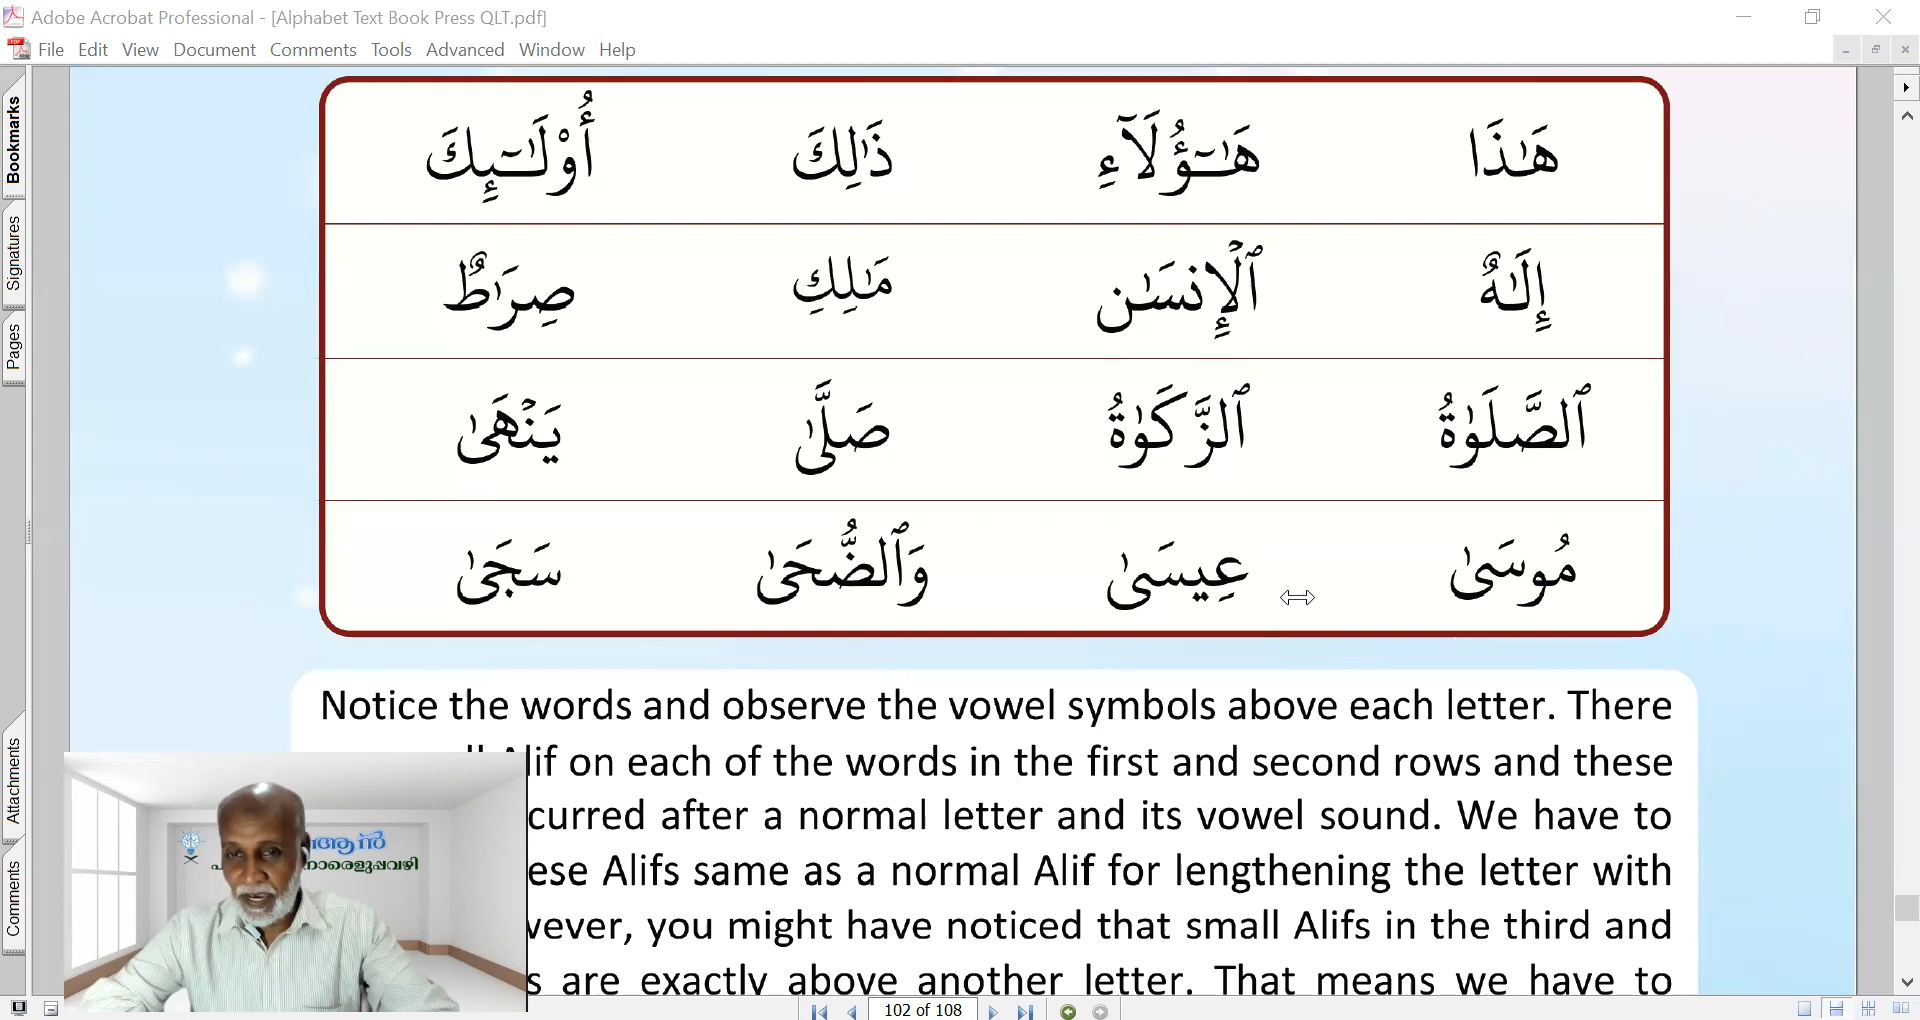 Adobe Acrobat Professional - [Alphabet Text Book Press QLT.pdf]
File Edit View Document Comments Tools Advanced Window Help
Bookmarks
Signatures
Pages
Attachments
Comments
هَـٰذَا هَـٰٓؤُلَآءِ ذَٰلِكَ أُو۟لَـٰٓئِكَ
إِلَـٰهٌ ٱلْإِنسَـٰن مَـٰلِكِ صِرَٰطٌ
ٱلصَّلَوٰةُ ٱلزَّكَوٰةُ صَلَّىٰ يَنْهَىٰ
مُوسَىٰ عِيسَىٰ وَٱلضُّحَىٰ سَجَىٰ
Notice the words and observe the vowel symbols above each letter. There
Alif on each of the words in the first and second rows and these
curred after a normal letter and its vowel sound. We have to
ese Alifs same as a normal Alif for lengthening the letter with
vever, you might have noticed that small Alifs in the third and
s are exactly above another letter. That means we have to
102 of 108